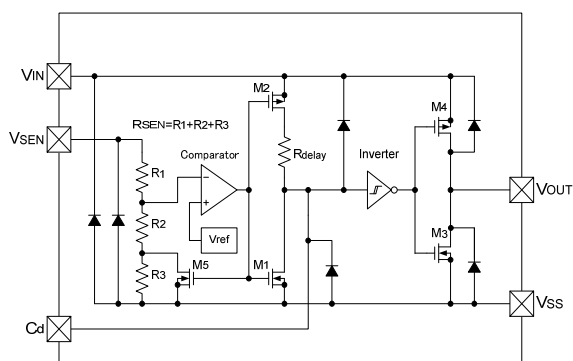 VIN
M2
M4
RSEN=R1+R2+R3
VSEN
Comparator
Rdelay
Inverter
R1
−
+
VOUT
R2
Vref
M3
R3
M5
M1
VSS
Cd